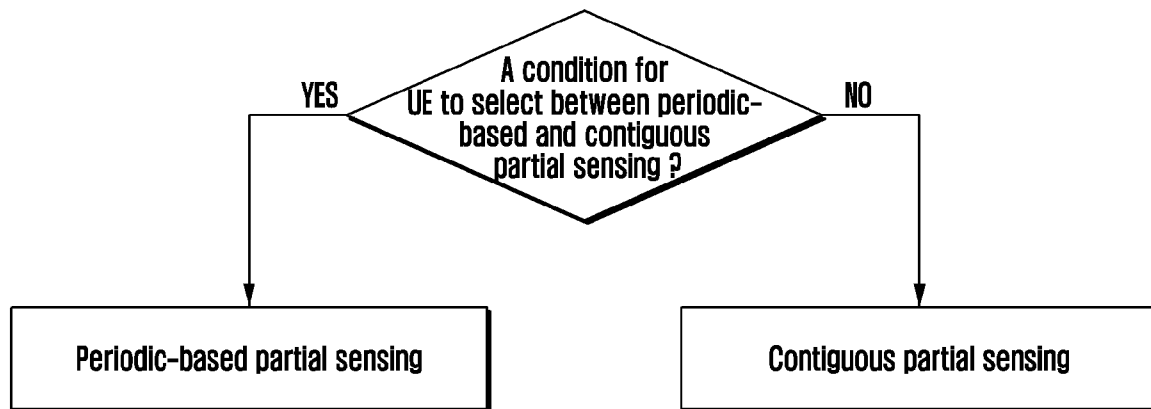 A condition for
YES
UE to select between periodic-
NO
based and contiguous
partial sensing ?
Periodic-based partial sensing
Contiguous partial sensing